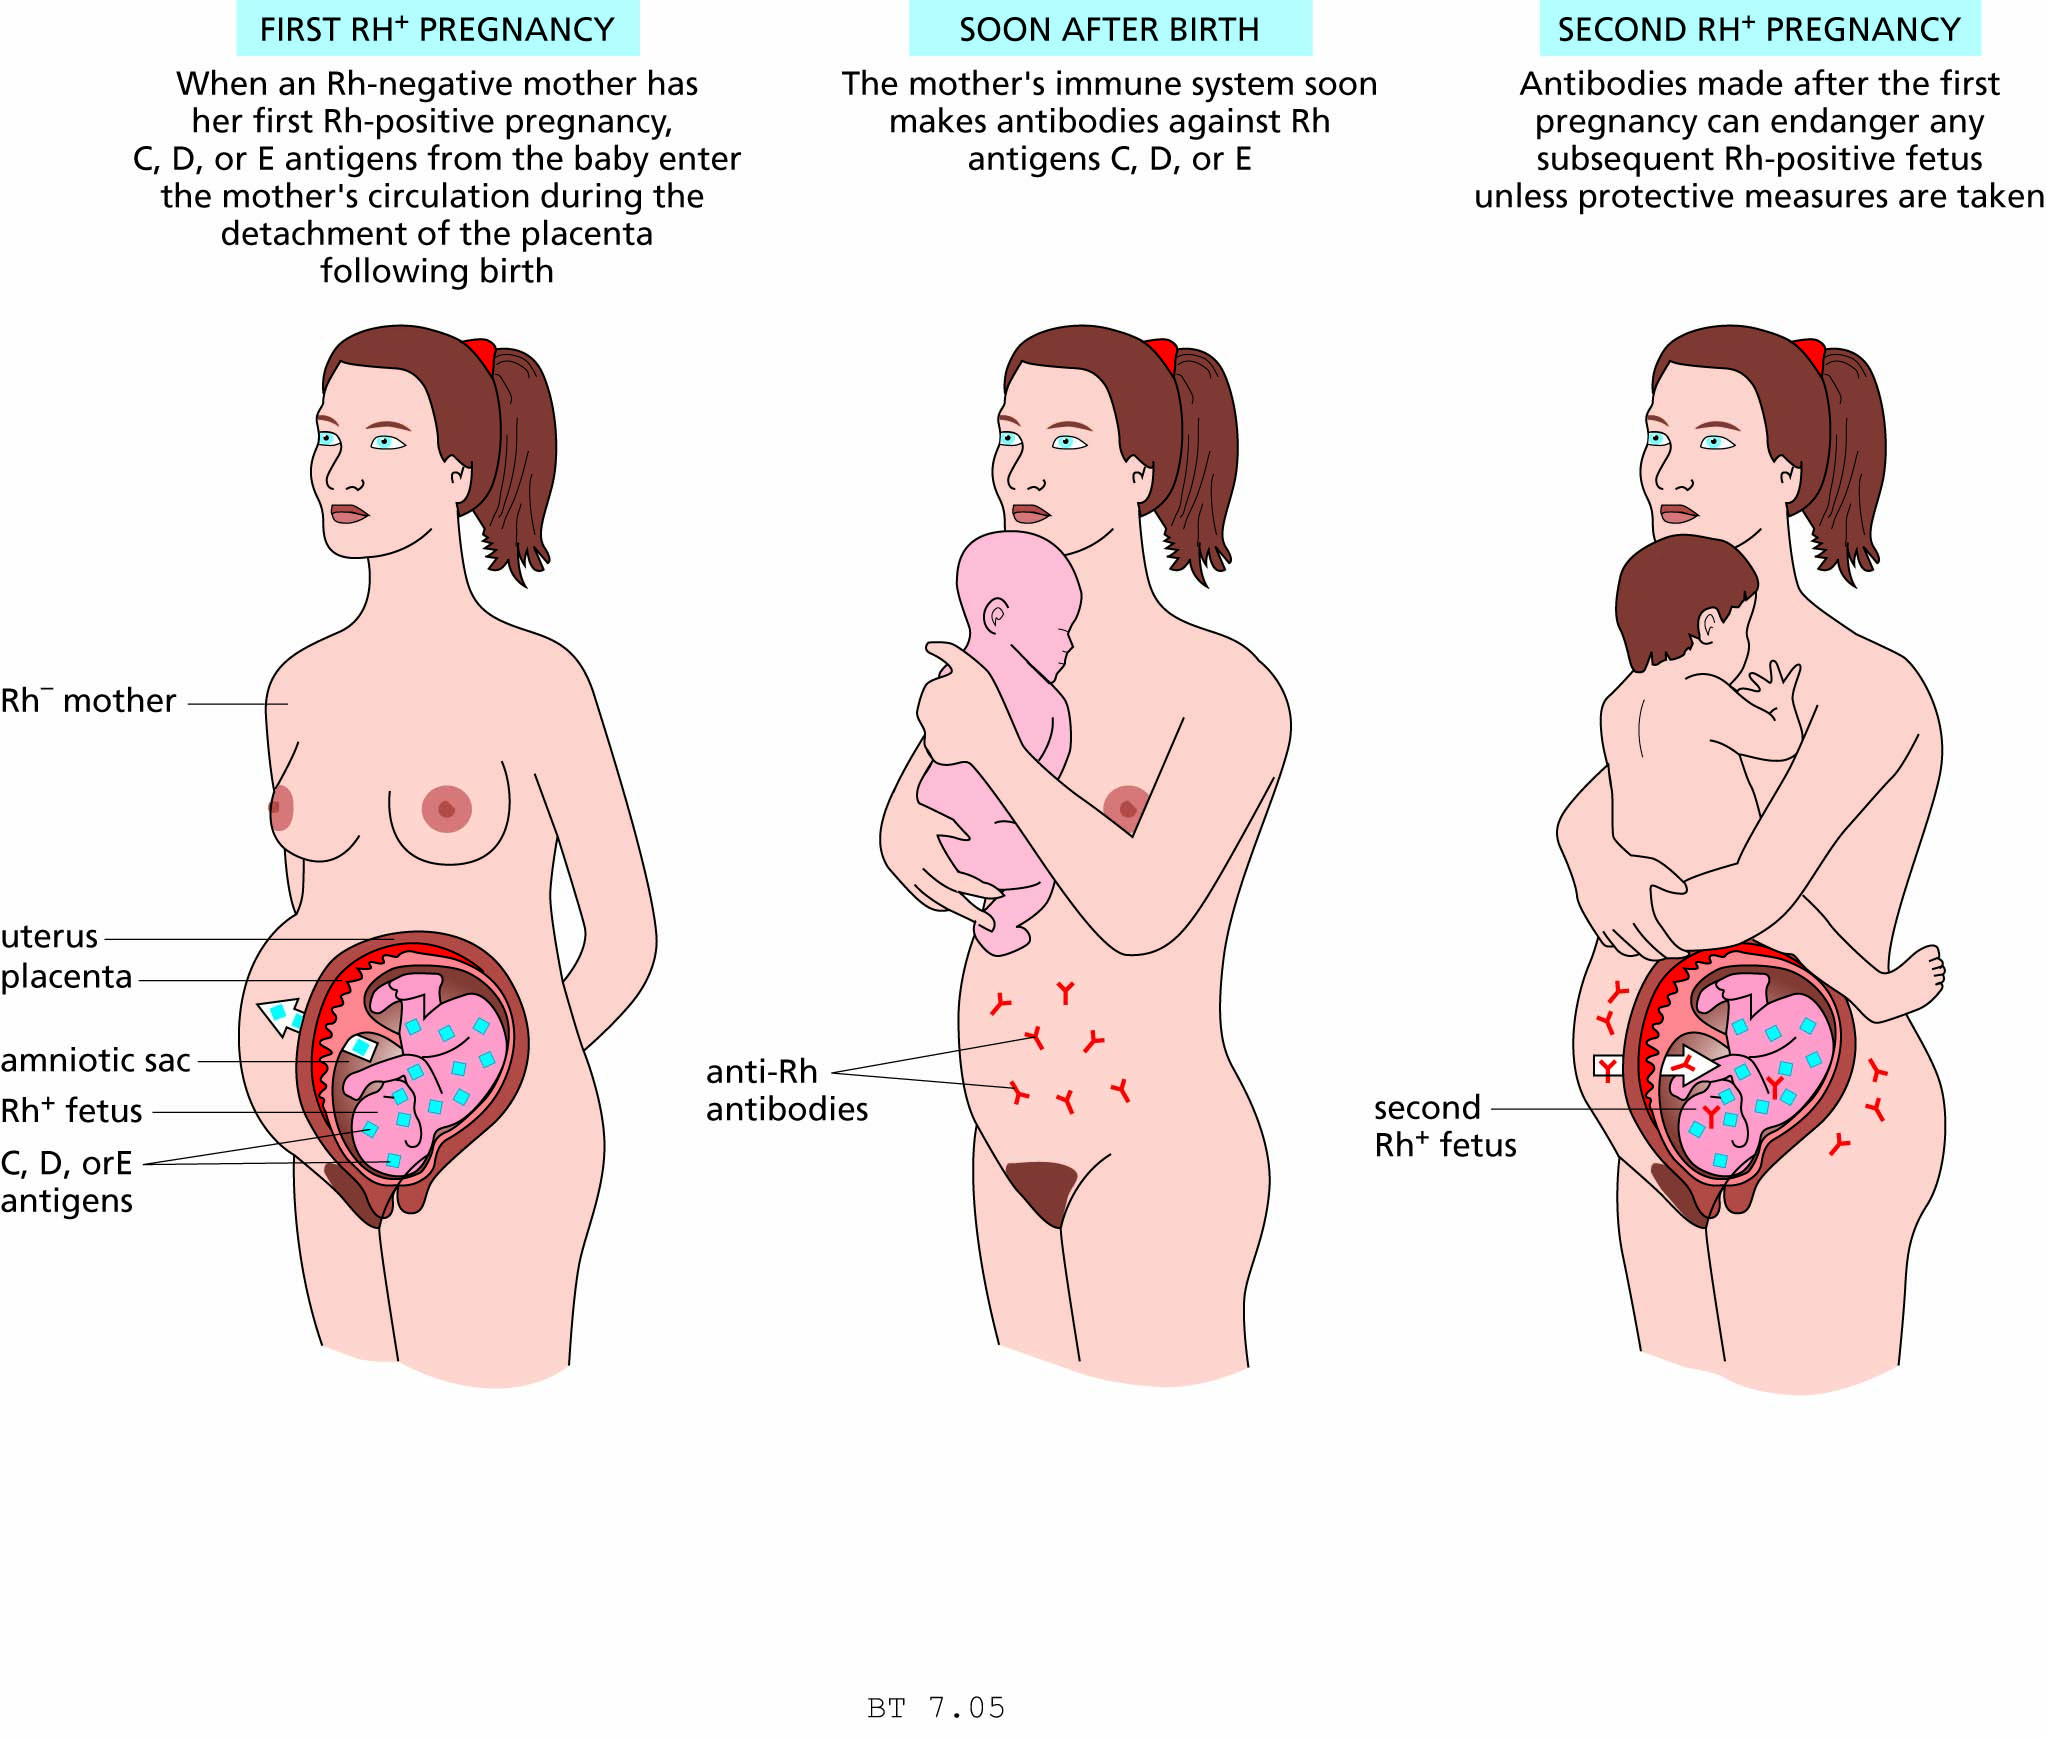 FIRST RH⁺ PREGNANCY
When an Rh-negative mother has
her first Rh-positive pregnancy,
C, D, or E antigens from the baby enter
the mother's circulation during the
detachment of the placenta
following birth
SOON AFTER BIRTH
The mother's immune system soon
makes antibodies against Rh
antigens C, D, or E
SECOND RH⁺ PREGNANCY
Antibodies made after the first
pregnancy can endanger any
subsequent Rh-positive fetus
unless protective measures are taken
Rh⁻ mother
uterus
placenta
amniotic sac
Rh⁺ fetus
C, D, orE
antigens
anti-Rh
antibodies
second
Rh⁺ fetus
BT 7.05